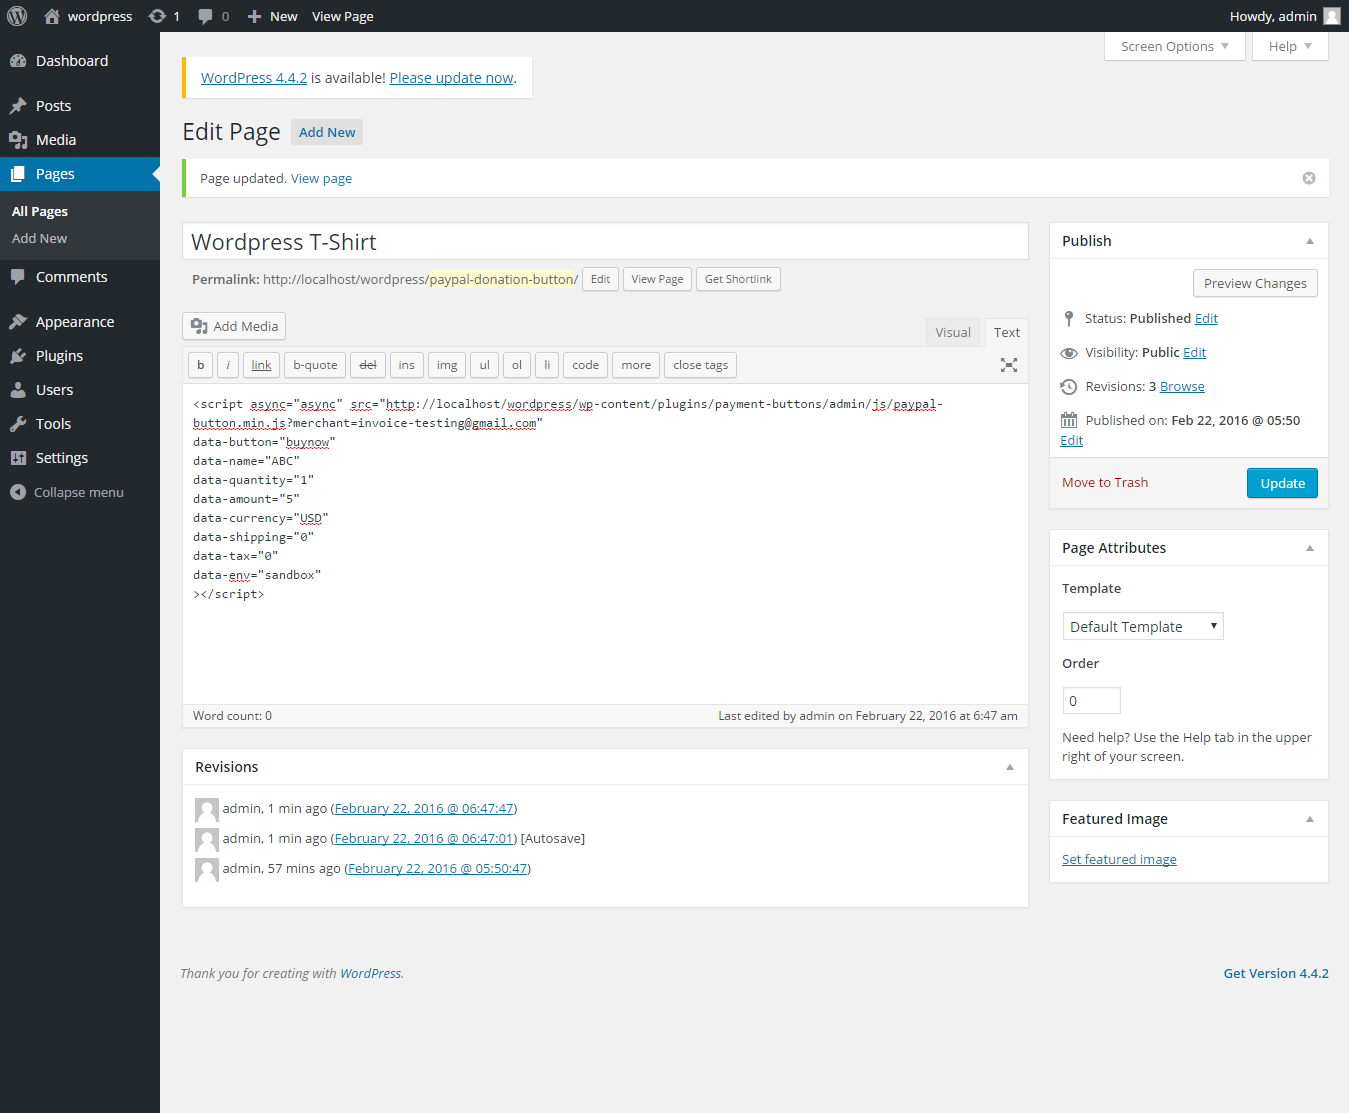 wordpress 1 0 New View Page Howdy, admin
Screen Options Help
Dashboard
Posts
Media
Pages
All Pages
Add New
Comments
Appearance
Plugins
Users
Tools
Settings
Collapse menu
WordPress 4.4.2 is available! Please update now.
Edit Page Add New
Page updated. View page
Wordpress T-Shirt
Permalink: http://localhost/wordpress/paypal-donation-button/ Edit View Page Get Shortlink
Add Media
Visual Text
b i link b-quote del ins img ul ol li code more close tags
<script async="async" src="http://localhost/wordpress/wp-content/plugins/payment-buttons/admin/js/paypal-
button.min.js?merchant=invoice-testing@gmail.com"
data-button="buynow"
data-name="ABC"
data-quantity="1"
data-amount="5"
data-currency="USD"
data-shipping="0"
data-tax="0"
data-env="sandbox"
></script>
Word count: 0 Last edited by admin on February 22, 2016 at 6:47 am
Revisions
admin, 1 min ago (February 22, 2016 @ 06:47:47)
admin, 1 min ago (February 22, 2016 @ 06:47:01) [Autosave]
admin, 57 mins ago (February 22, 2016 @ 05:50:47)
Publish
Preview Changes
Status: Published Edit
Visibility: Public Edit
Revisions: 3 Browse
Published on: Feb 22, 2016 @ 05:50
Edit
Move to Trash Update
Page Attributes
Template
Default Template
Order
0
Need help? Use the Help tab in the upper
right of your screen.
Featured Image
Set featured image
Thank you for creating with WordPress. Get Version 4.4.2